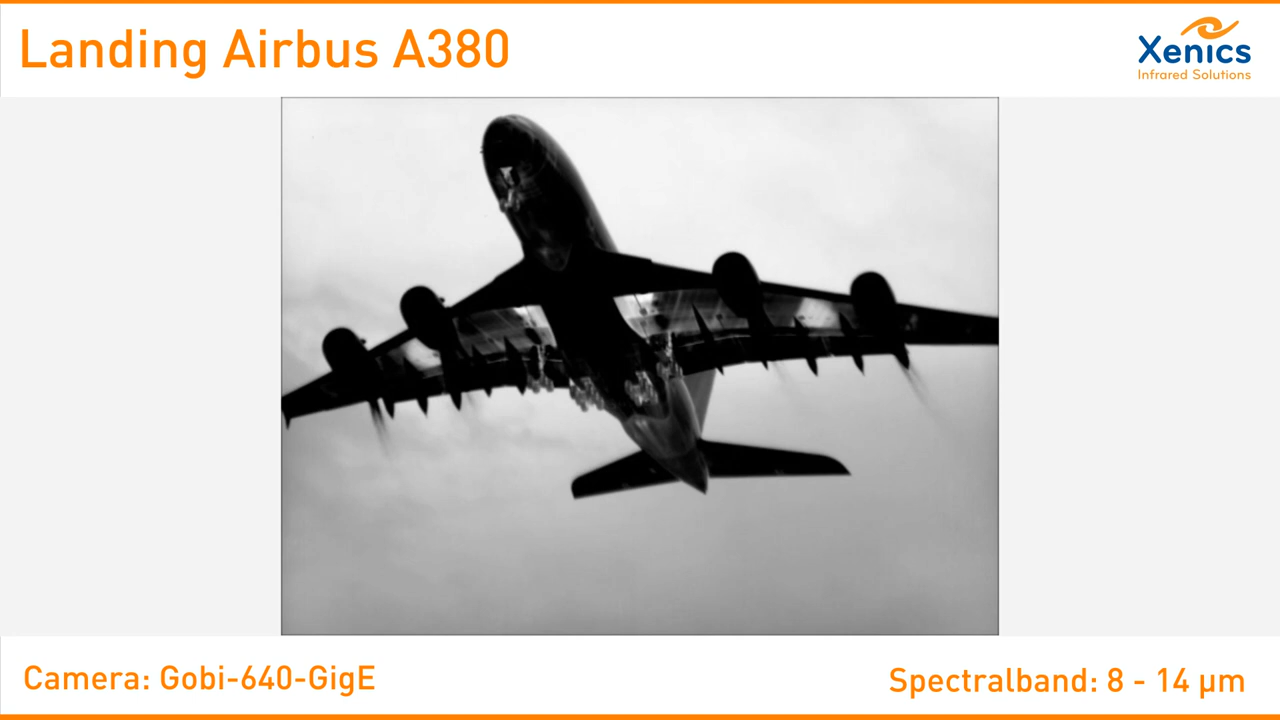 Landing Airbus A380
Xenics
Infrared Solutions
Camera: Gobi-640-GigE
Spectralband: 8 - 14 µm